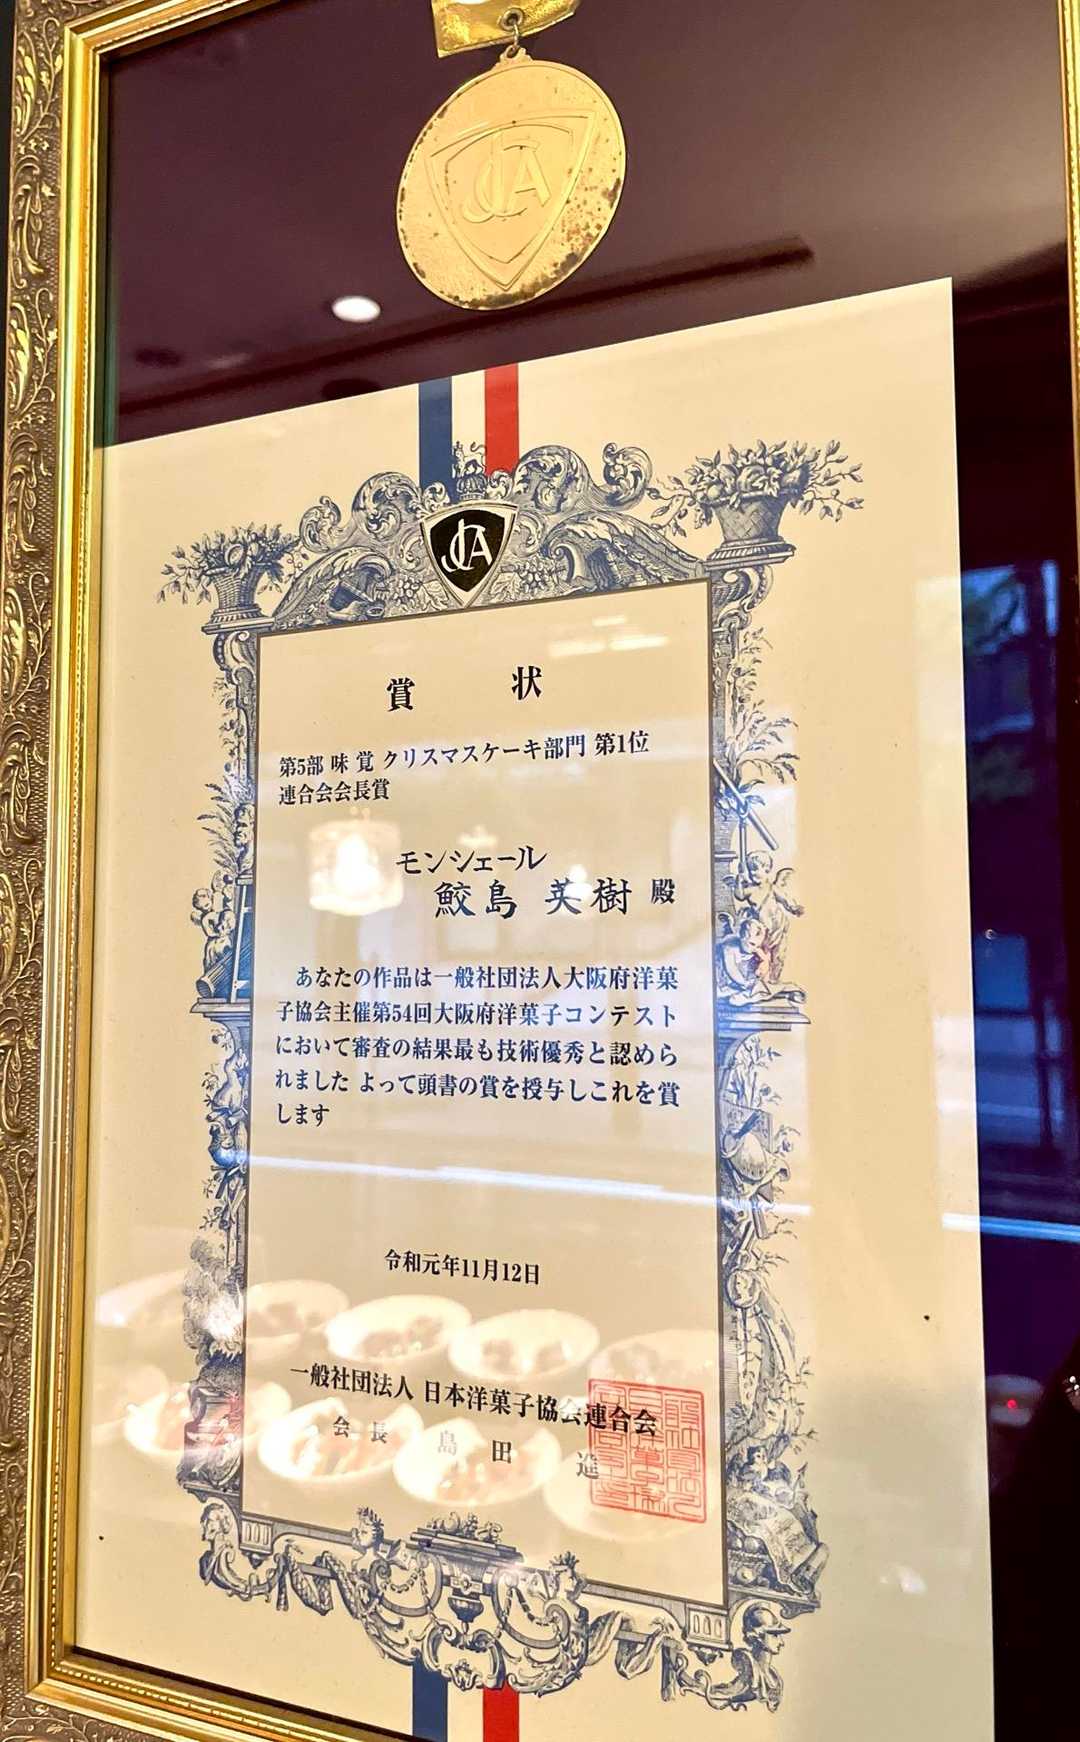 JCA
JCA
賞 状
第5部 味 覚 クリスマスケーキ部門 第1位
連合会会長賞
モンシェール
鮫島 英樹 殿
あなたの作品は一般社団法人大阪府洋菓
子協会主催第54回大阪府洋菓子コンテスト
において審査の結果最も技術優秀と認めら
れました よって頭書の賞を授与しこれを賞
します
令和元年11月12日
一般社団法人 日本洋菓子協会連合会
会長 島田 進